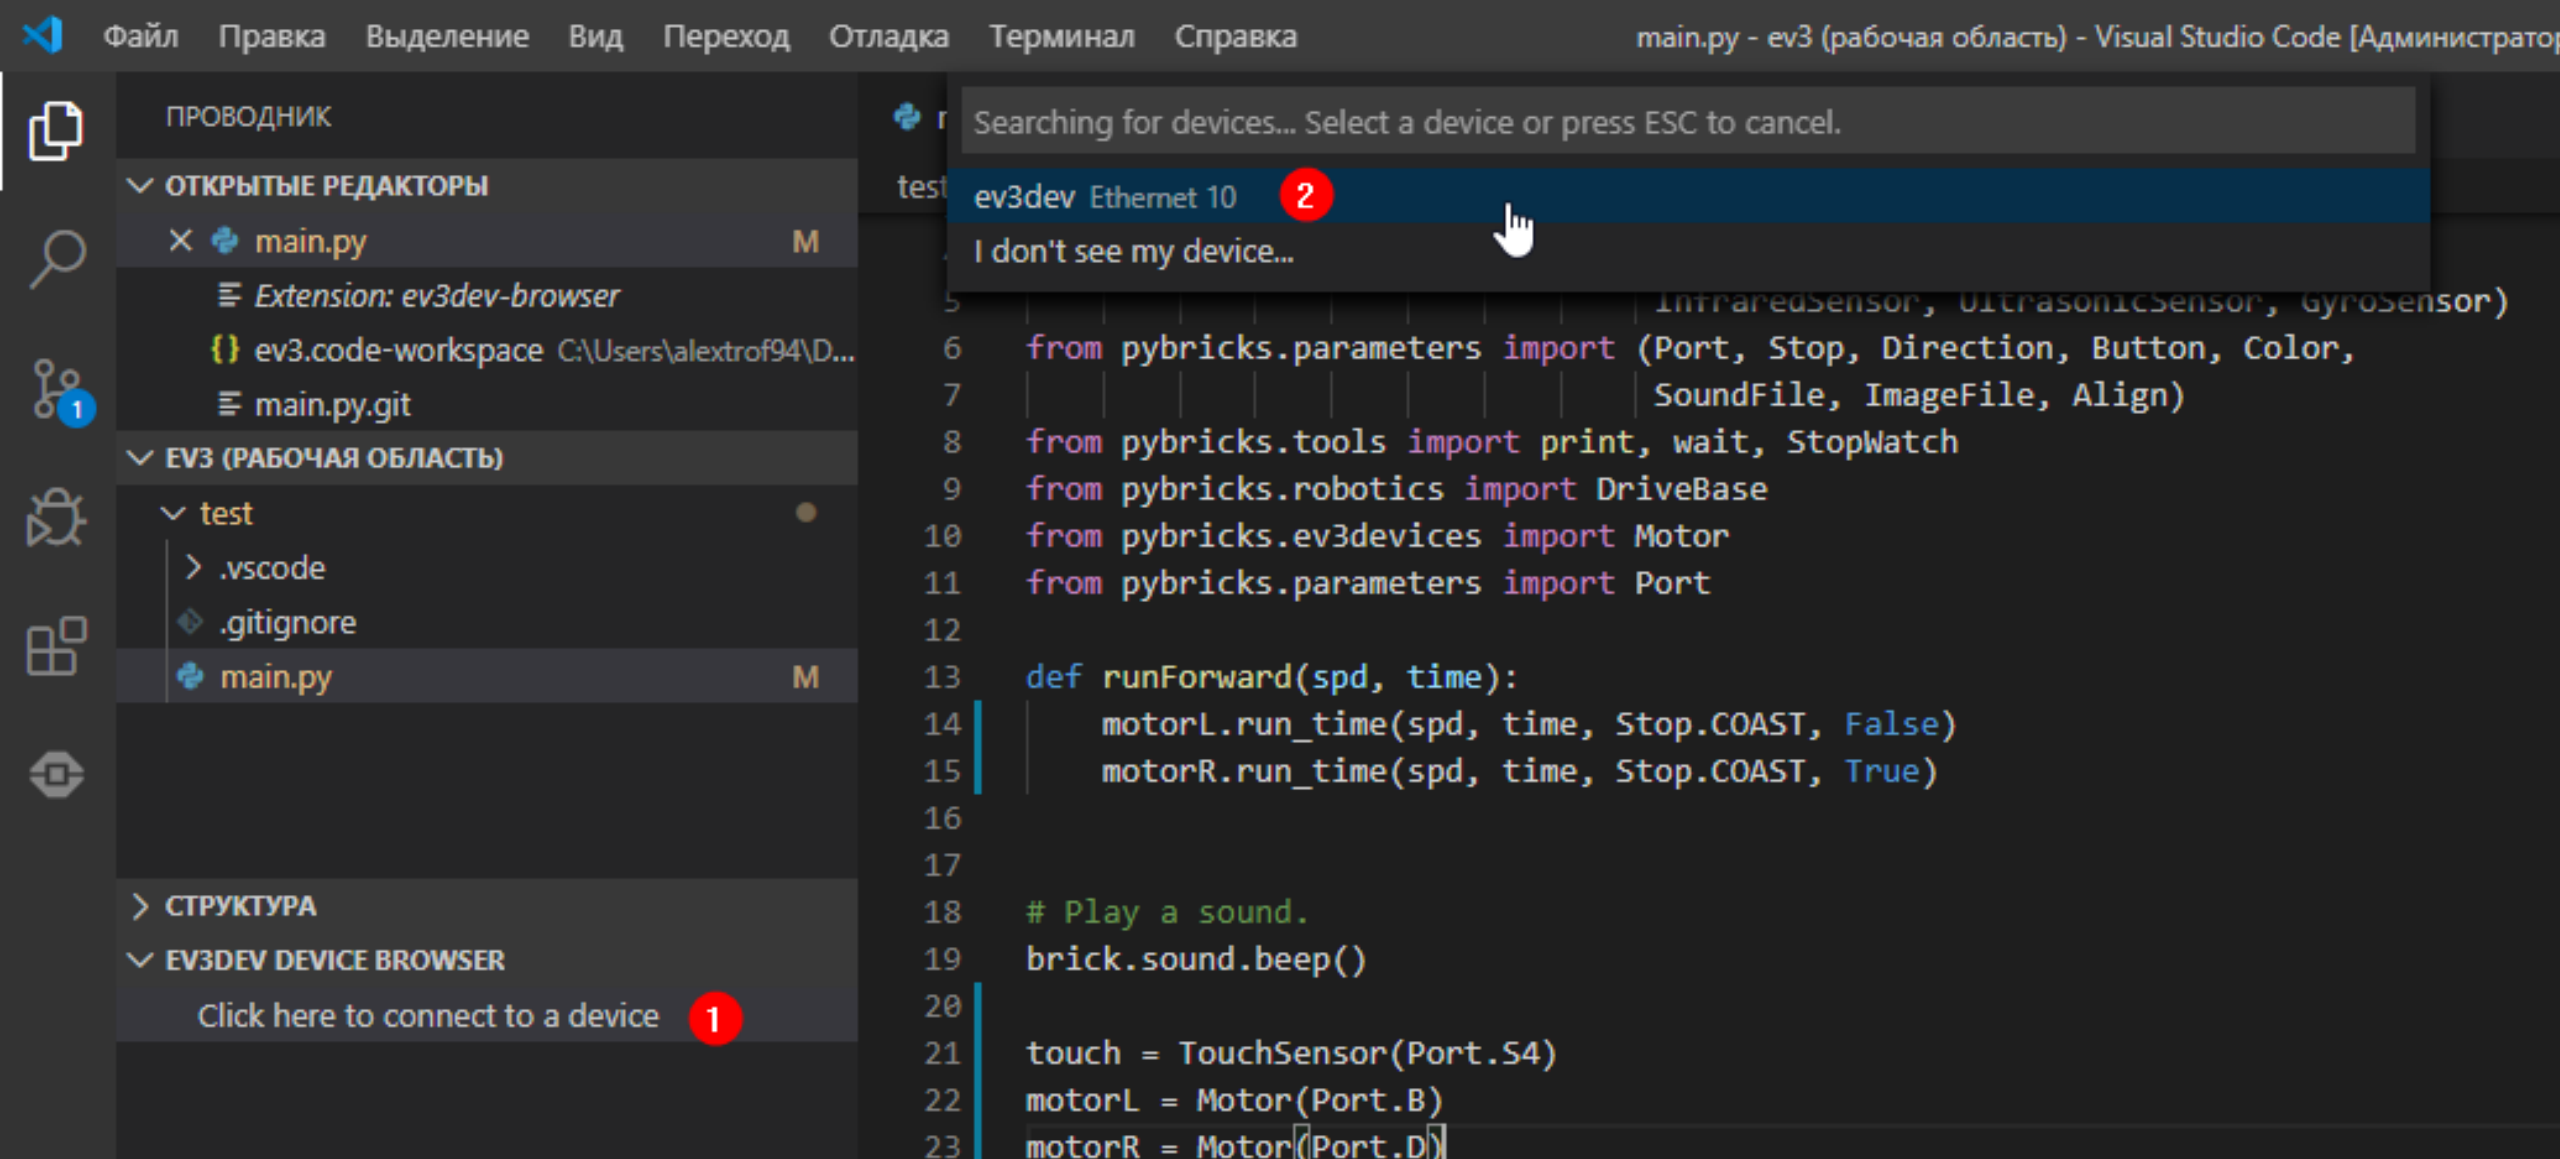 Файл Правка Выделение Вид Переход Отладка Терминал Справка
main.py - ev3 (рабочая область) - Visual Studio Code [Администратор
ПРОВОДНИК
ОТКРЫТЫЕ РЕДАКТОРЫ
main.py M
Extension: ev3dev-browser
ev3.code-workspace C:\Users\alextrof94\D...
main.py.git
1
EV3 (РАБОЧАЯ ОБЛАСТЬ)
test
.vscode
.gitignore
main.py M
СТРУКТУРА
EV3DEV DEVICE BROWSER
Click here to connect to a device 1
Searching for devices... Select a device or press ESC to cancel.
test
ev3dev Ethernet 10 2
I don't see my device...
5 InfraredSensor, UltrasonicSensor, GyroSensor)
6 from pybricks.parameters import (Port, Stop, Direction, Button, Color,
7 SoundFile, ImageFile, Align)
8 from pybricks.tools import print, wait, StopWatch
9 from pybricks.robotics import DriveBase
10 from pybricks.ev3devices import Motor
11 from pybricks.parameters import Port
12
13 def runForward(spd, time):
14 motorL.run_time(spd, time, Stop.COAST, False)
15 motorR.run_time(spd, time, Stop.COAST, True)
16
17
18 # Play a sound.
19 brick.sound.beep()
20
21 touch = TouchSensor(Port.S4)
22 motorL = Motor(Port.B)
23 motorR = Motor(Port.D)